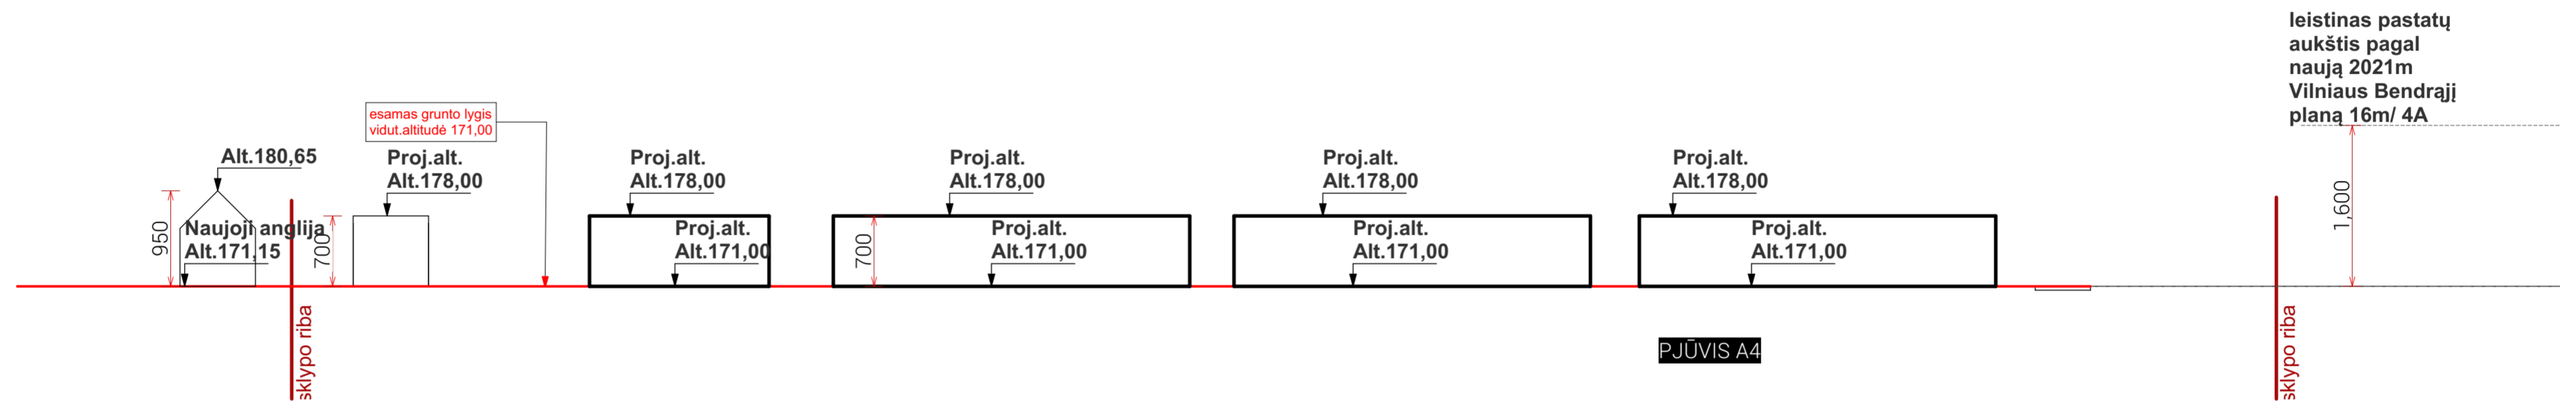 leistinas pastatų
aukštis pagal
naują 2021m
Vilniaus Bendrąjį
planą 16m/ 4A
esamas grunto lygis
vidut.altitudė 171,00
Alt.180,65
Proj.alt.
Alt.178,00
Proj.alt.
Alt.178,00
Proj.alt.
Alt.178,00
Proj.alt.
Alt.178,00
Proj.alt.
Alt.178,00
950
Naujoji anglija
Alt.171,15
700
Proj.alt.
Alt.171,00
700
Proj.alt.
Alt.171,00
Proj.alt.
Alt.171,00
Proj.alt.
Alt.171,00
1,600
sklypo riba
PJŪVIS A4
sklypo riba